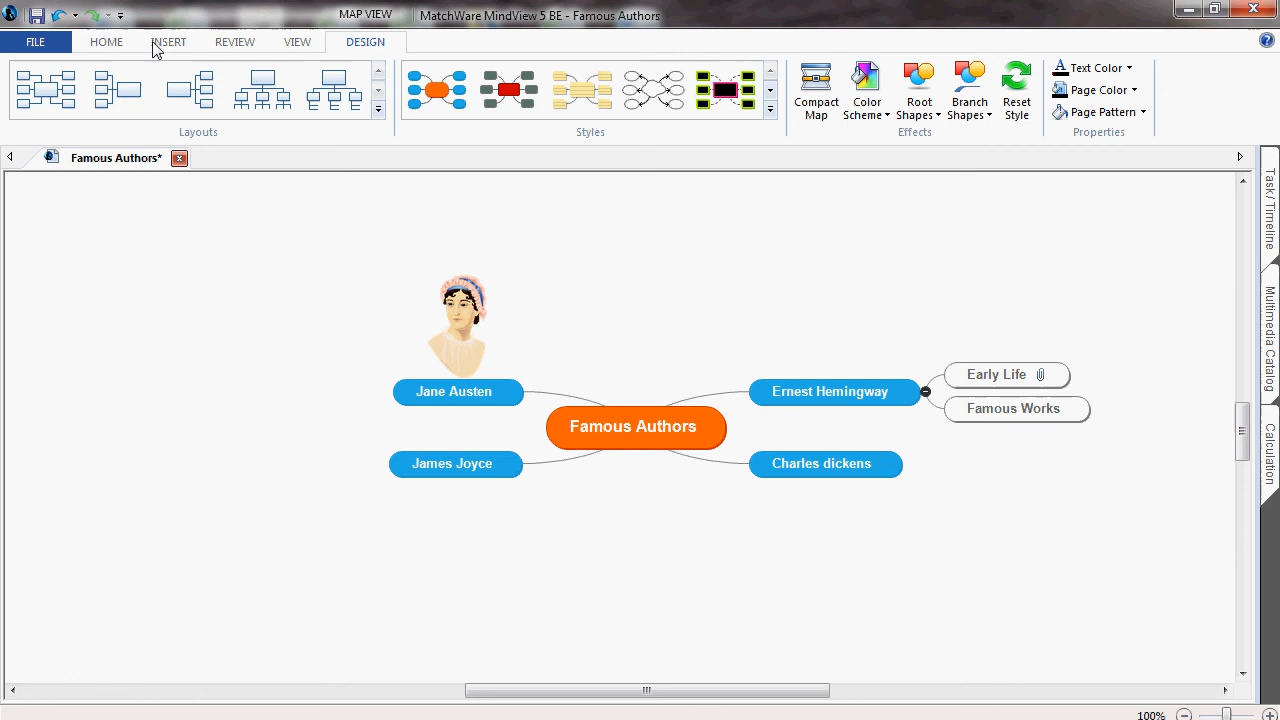 MAP VIEW
MatchWare MindView 5 BE - Famous Authors
FILE
HOME
INSERT
REVIEW
VIEW
DESIGN
Layouts
Styles
Compact
Map
Color
Scheme
Root
Shapes
Branch
Shapes
Reset
Style
Effects
Text Color
Page Color
Page Pattern
Properties
Famous Authors*
Task/Timeline
Multimedia Catalog
Calculation
Jane Austen
James Joyce
Famous Authors
Ernest Hemingway
Early Life
Famous Works
Charles dickens
100%